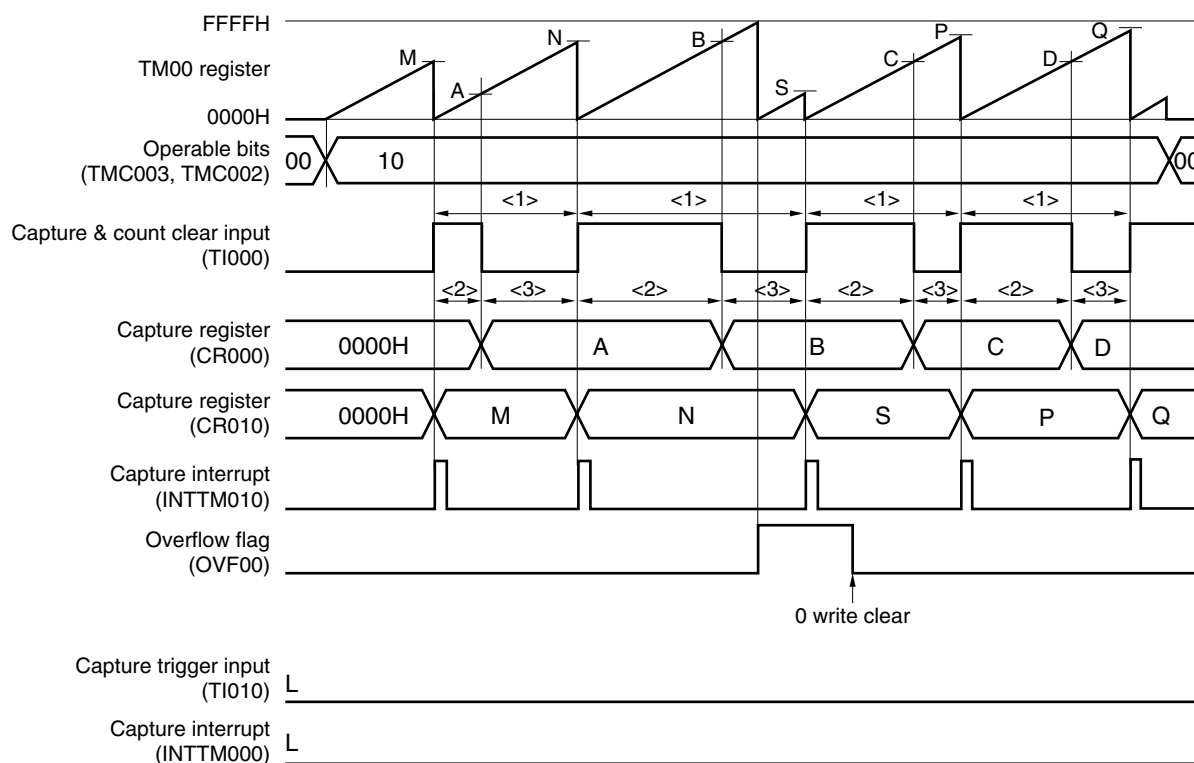 FFFFH
TM00 register
0000H
M
A
N
B
S
C
P
D
Q
Operable bits
(TMC003, TMC002)
00
10
00
<1>
<1>
<1>
<1>
Capture & count clear input
(TI000)
<2>
<3>
<2>
<3>
<2>
<3>
<2>
<3>
Capture register
(CR000)
0000H
A
B
C
D
Capture register
(CR010)
0000H
M
N
S
P
Q
Capture interrupt
(INTTM010)
Overflow flag
(OVF00)
0 write clear
Capture trigger input
(TI010)
L
Capture interrupt
(INTTM000)
L